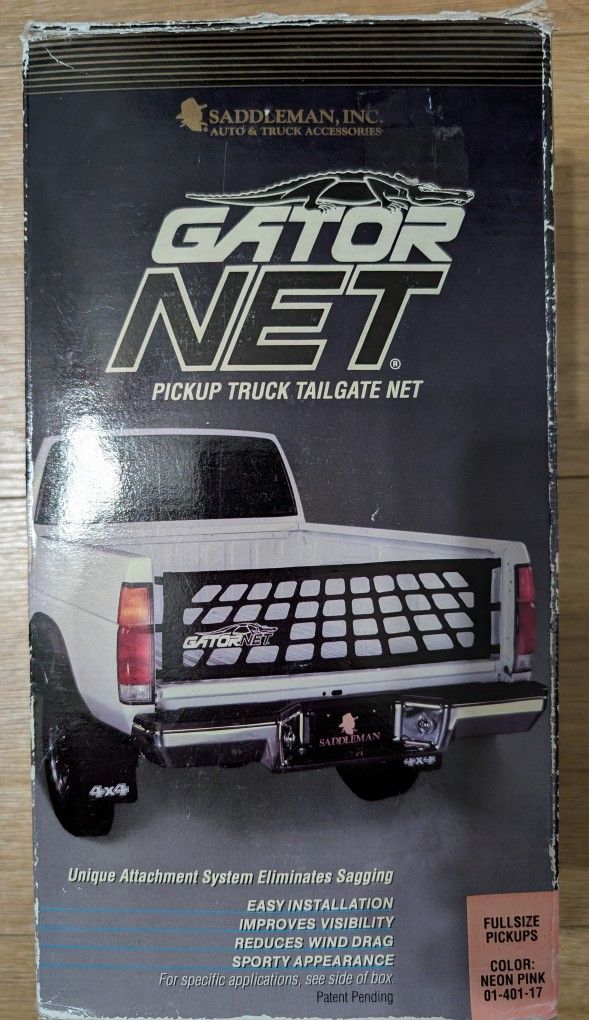 SADDLEMAN, INC.
AUTO & TRUCK ACCESSORIES
GATOR
NET®
PICKUP TRUCK TAILGATE NET
GATORNET
SADDLEMAN
4x4
4x4
Unique Attachment System Eliminates Sagging
EASY INSTALLATION
IMPROVES VISIBILITY
REDUCES WIND DRAG
SPORTY APPEARANCE
For specific applications, see side of box.
Patent Pending
FULLSIZE
PICKUPS
COLOR:
NEON PINK
01-401-17